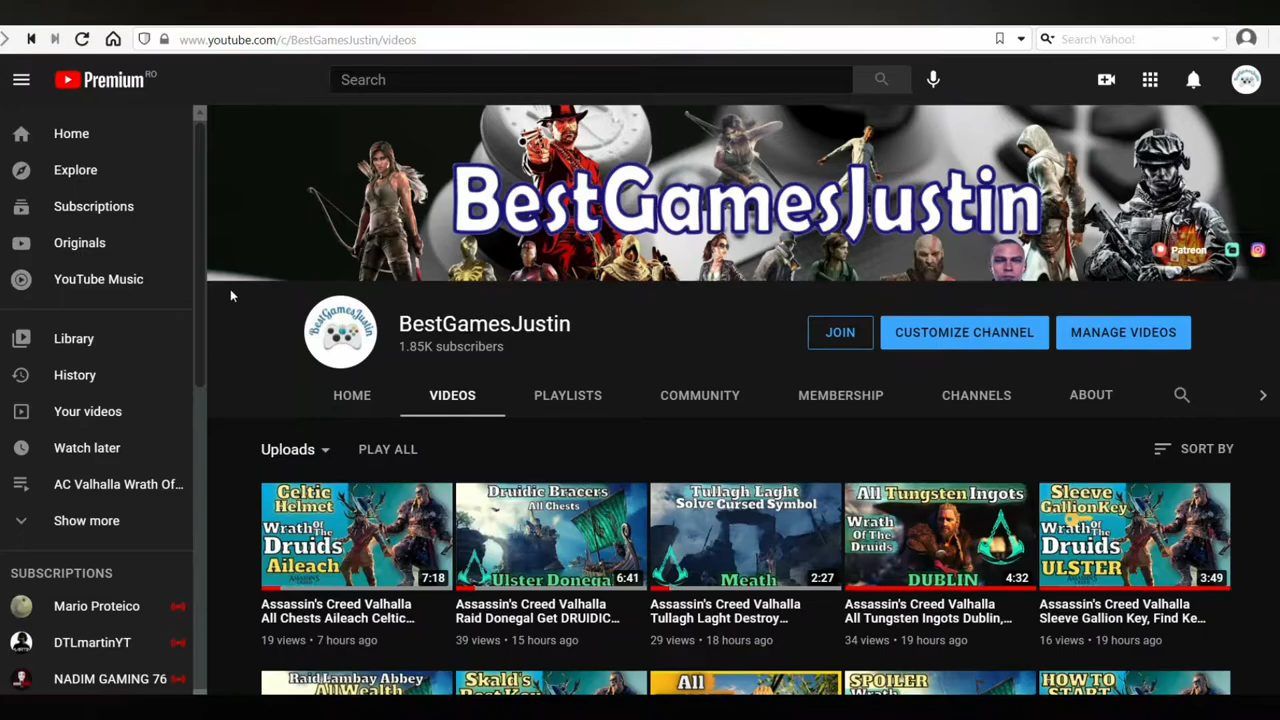 www.youtube.com/c/BestGamesJustin/videos
Search Yahoo!
Premium RO
Search
Home
Explore
Subscriptions
Originals
YouTube Music
Library
History
Your videos
Watch later
AC Valhalla Wrath Of...
Show more
SUBSCRIPTIONS
Mario Proteico
DTLmartinYT
NADIM GAMING 76
BestGamesJustin
Patreon
BestGamesJustin
BestGamesJustin
1.85K subscribers
JOIN
CUSTOMIZE CHANNEL
MANAGE VIDEOS
HOME
VIDEOS
PLAYLISTS
COMMUNITY
MEMBERSHIP
CHANNELS
ABOUT
Uploads
PLAY ALL
SORT BY
Celtic
Helmet
Wrath Of The
Druids
Aileach
7:18
Assassin's Creed Valhalla
All Chests Aileach Celtic...
19 views • 7 hours ago
Druidic Bracers
All Chests
Ulster Donegal
6:41
Assassin's Creed Valhalla
Raid Donegal Get DRUIDIC...
39 views • 15 hours ago
Tullagh Laght
Solve Cursed Symbol
Meath
2:27
Assassin's Creed Valhalla
Tullagh Laght Destroy...
29 views • 18 hours ago
All Tungsten Ingots
Wrath
Of The
Druids
DUBLIN
4:32
Assassin's Creed Valhalla
All Tungsten Ingots Dublin,...
34 views • 19 hours ago
Sleeve
Gallion Key
Wrath Of The
Druids
ULSTER
3:49
Assassin's Creed Valhalla
Sleeve Gallion Key, Find Ke...
16 views • 19 hours ago
Raid Lambay Abbey
All Wealth
Skald's
Best Key
All
SPOILER
Wrath
HOW TO
START